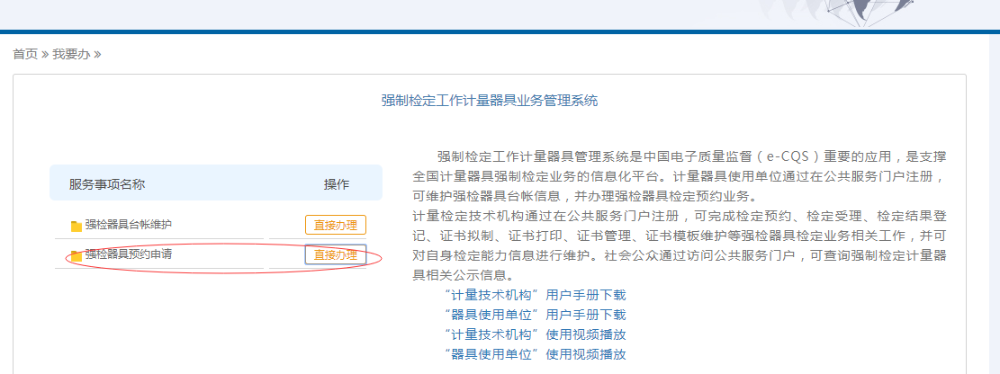 首页 » 我要办 »
强制检定工作计量器具业务管理系统
服务事项名称 操作
强检器具台帐维护 直接办理
强检器具预约申请 直接办理
强制检定工作计量器具管理系统是中国电子质量监督（e-CQS）重要的应用，是支撑
全国计量器具强制检定业务的信息化平台。计量器具使用单位通过在公共服务门户注册，
可维护强检器具台帐信息，并办理强检器具检定预约业务。
计量检定技术机构通过在公共服务门户注册，可完成检定预约、检定受理、检定结果登
记、证书拟制、证书打印、证书管理、证书模板维护等强检器具检定业务相关工作，并可
对自身检定能力信息进行维护。社会公众通过访问公共服务门户，可查询强制检定计量器
具相关公示信息。
“计量技术机构”用户手册下载
“器具使用单位”用户手册下载
“计量技术机构”使用视频播放
“器具使用单位”使用视频播放